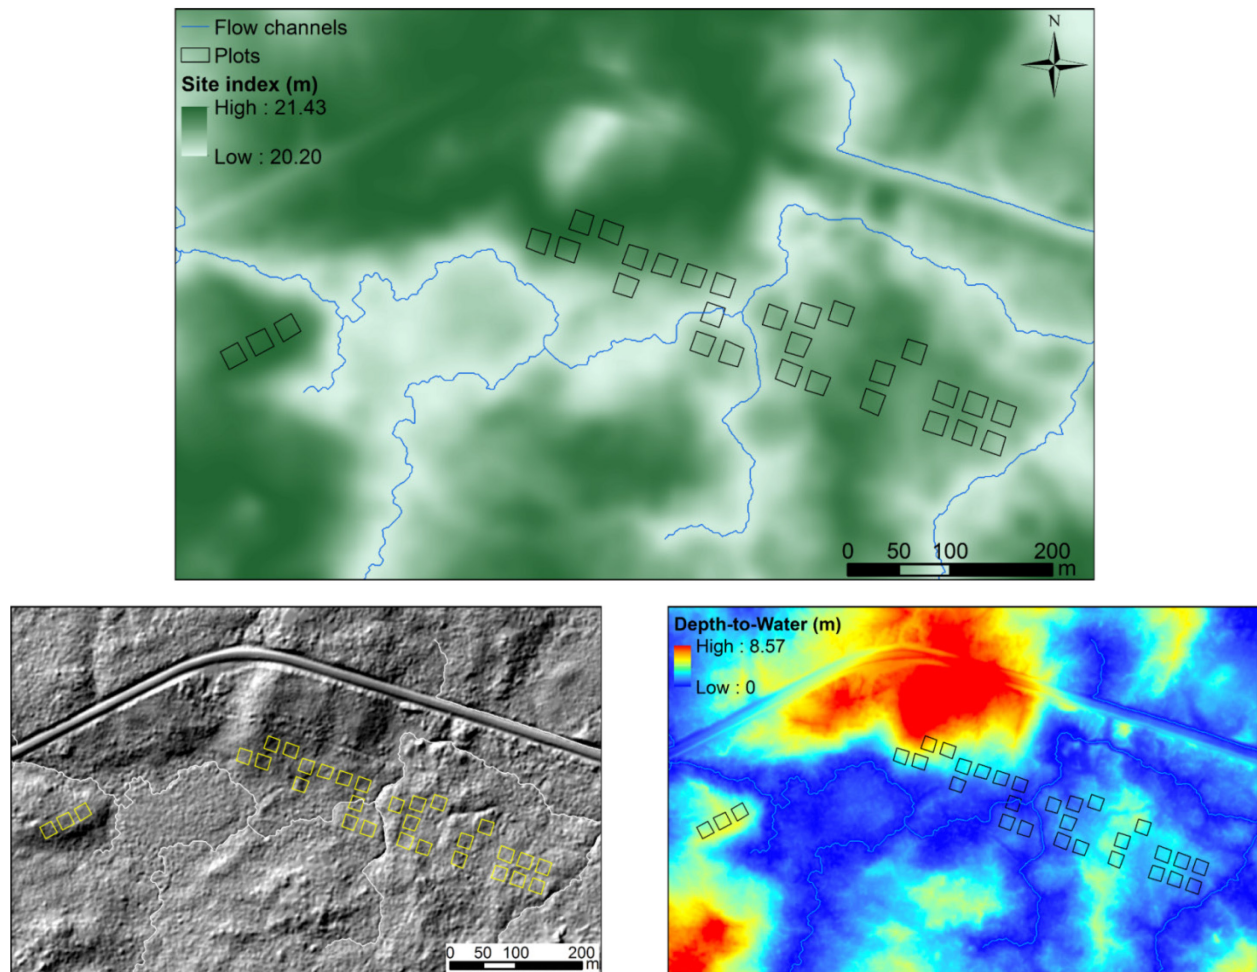 Flow channels
Plots
Site index (m)
High : 21.43
Low : 20.20
N
0 50 100 200
m
Depth-to-Water (m)
High : 8.57
Low : 0
0 50 100 200
m